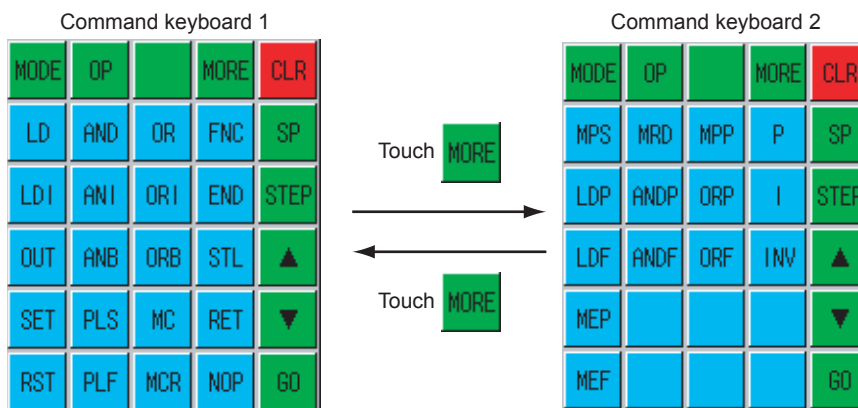 Command keyboard 1
MODE OP MORE CLR
LD AND OR FNC SP
LDI ANI ORI END STEP
OUT ANB ORB STL ▲
SET PLS MC RET ▼
RST PLF MCR NOP GO
Touch MORE
Touch MORE
Command keyboard 2
MODE OP MORE CLR
MPS MRD MPP P SP
LDP ANDP ORP I STEP
LDF ANDF ORF INV ▲
MEP ▼
MEF GO